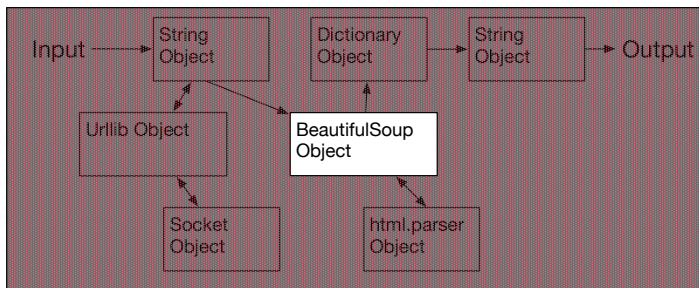 Input
String
Object
Dictionary
Object
String
Object
Output
Urllib Object
BeautifulSoup
Object
Socket
Object
html.parser
Object